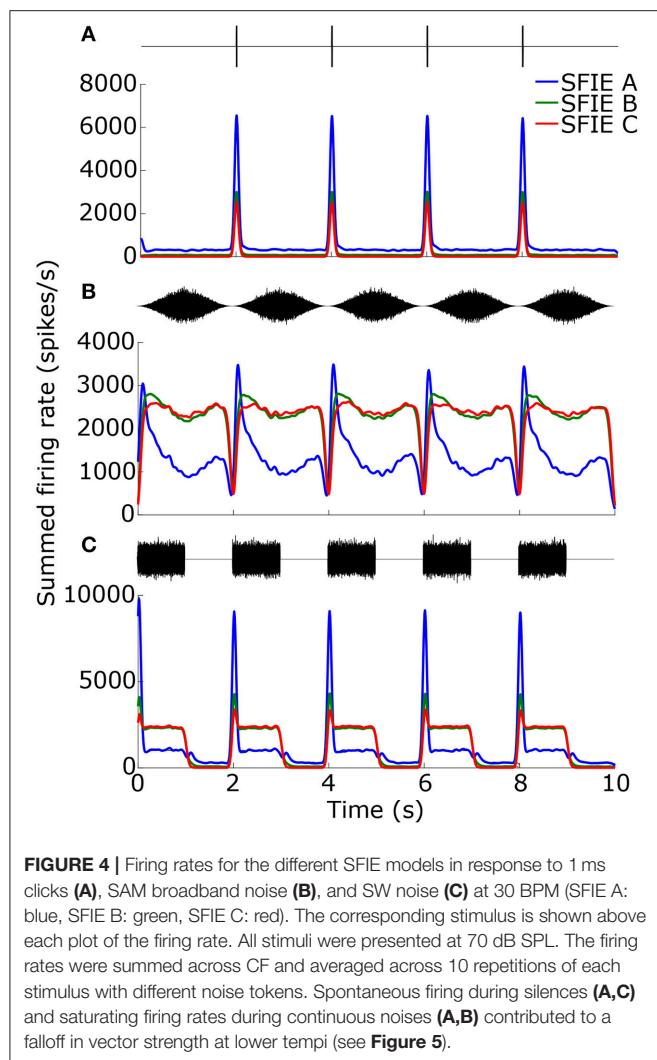 A
8000
6000
4000
2000
0
SFIE A
SFIE B
SFIE C
B
4000
3000
2000
1000
0
Summed firing rate (spikes/s)
C
10000
5000
0
0 2 4 6 8 10
Time (s)
FIGURE 4 | Firing rates for the different SFIE models in response to 1 ms
clicks (A), SAM broadband noise (B), and SW noise (C) at 30 BPM (SFIE A:
blue, SFIE B: green, SFIE C: red). The corresponding stimulus is shown above
each plot of the firing rate. All stimuli were presented at 70 dB SPL. The firing
rates were summed across CF and averaged across 10 repetitions of each
stimulus with different noise tokens. Spontaneous firing during silences (A,C)
and saturating firing rates during continuous noises (A,B) contributed to a
falloff in vector strength at lower tempi (see Figure 5).